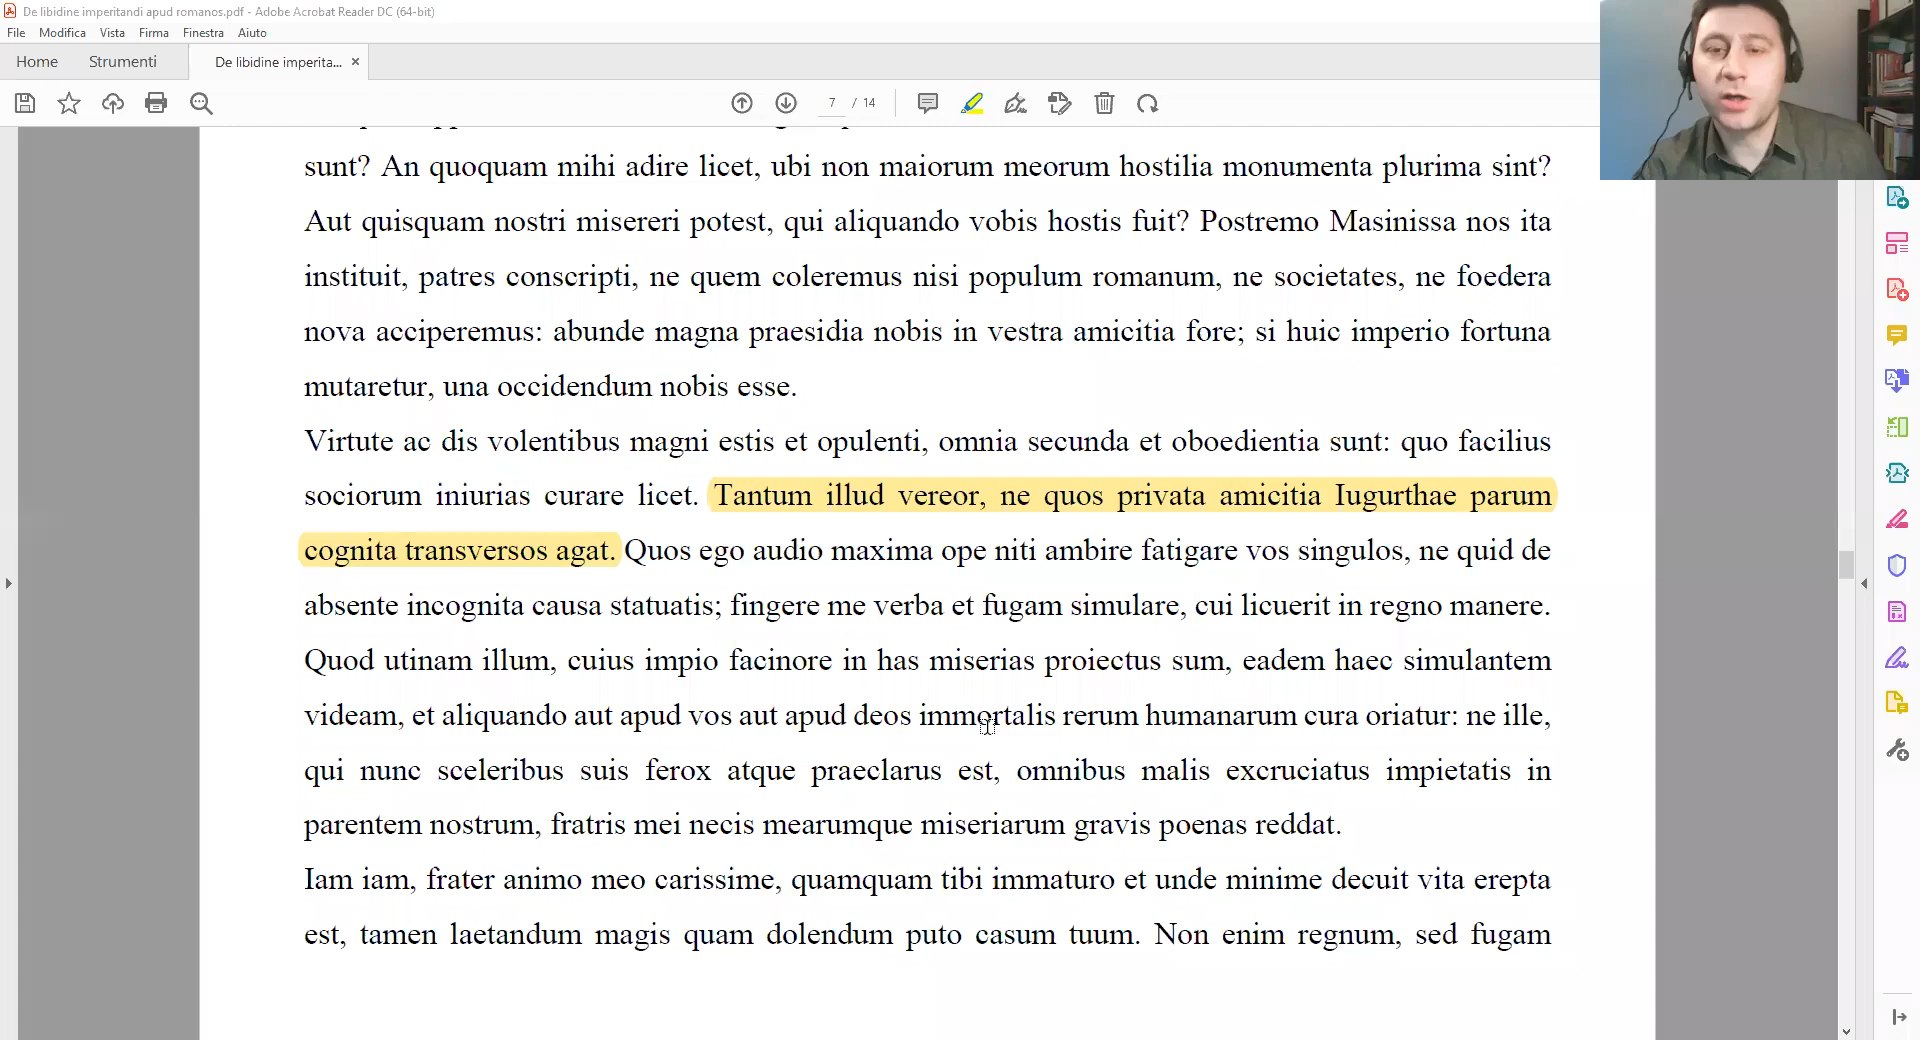 De libidine imperitandi apud romanos.pdf - Adobe Acrobat Reader DC (64-bit)
File Modifica Vista Firma Finestra Aiuto
Home Strumenti De libidine imperita... ×
7 / 14
sunt? An quoquam mihi adire licet, ubi non maiorum meorum hostilia monumenta plurima sint?
Aut quisquam nostri misereri potest, qui aliquando vobis hostis fuit? Postremo Masinissa nos ita
instituit, patres conscripti, ne quem coleremus nisi populum romanum, ne societates, ne foedera
nova acciperemus: abunde magna praesidia nobis in vestra amicitia fore; si huic imperio fortuna
mutaretur, una occidendum nobis esse.
Virtute ac dis volentibus magni estis et opulenti, omnia secunda et oboedientia sunt: quo facilius
sociorum iniurias curare licet. Tantum illud vereor, ne quos privata amicitia Iugurthae parum
cognita transversos agat. Quos ego audio maxima ope niti ambire fatigare vos singulos, ne quid de
absente incognita causa statuatis; fingere me verba et fugam simulare, cui licuerit in regno manere.
Quod utinam illum, cuius impio facinore in has miserias proiectus sum, eadem haec simulantem
videam, et aliquando aut apud vos aut apud deos immortalis rerum humanarum cura oriatur: ne ille,
qui nunc sceleribus suis ferox atque praeclarus est, omnibus malis excruciatus impietatis in
parentem nostrum, fratris mei necis mearumque miseriarum gravis poenas reddat.
Iam iam, frater animo meo carissime, quamquam tibi immaturo et unde minime decuit vita erepta
est, tamen laetandum magis quam dolendum puto casum tuum. Non enim regnum, sed fugam